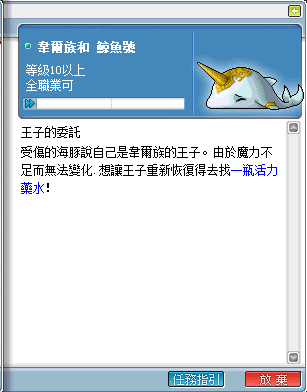 韋爾族和 鯨魚號
等級10以上
全職業可
王子的委託
受傷的海豚說自己是韋爾族的王子。由於魔力不
足而無法變化.想讓王子重新恢復得去找一瓶活力
藥水!
任務指引
放 棄